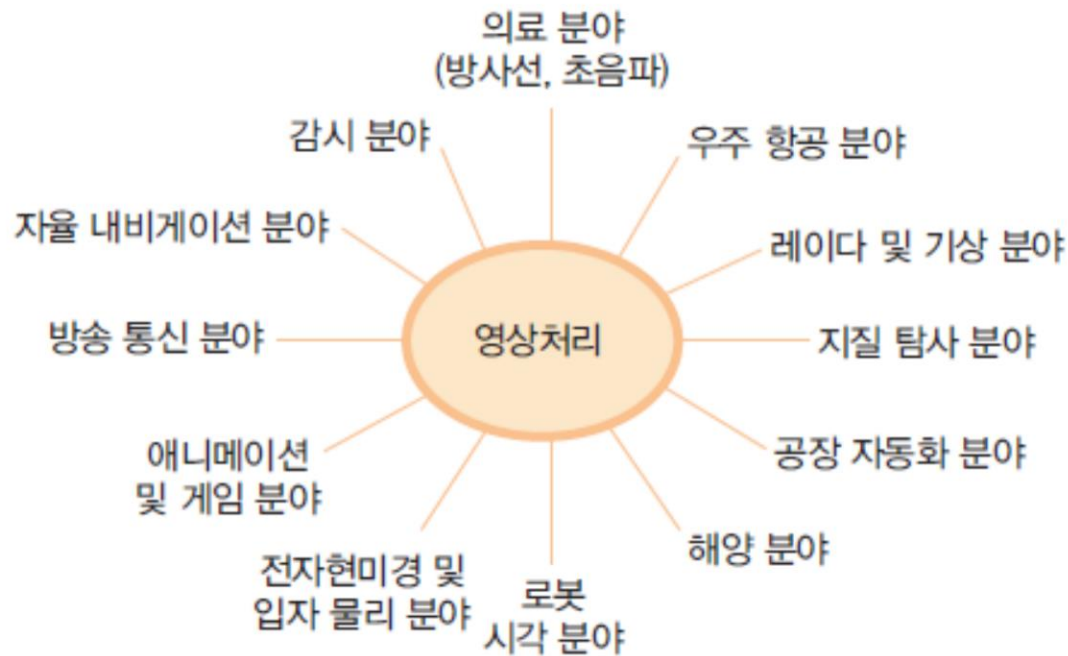 의료 분야
(방사선, 초음파)
감시 분야
우주 항공 분야
자율 내비게이션 분야
레이다 및 기상 분야
방송 통신 분야
영상처리
지질 탐사 분야
애니메이션
및 게임 분야
공장 자동화 분야
해양 분야
전자현미경 및
입자 물리 분야
로봇
시각 분야